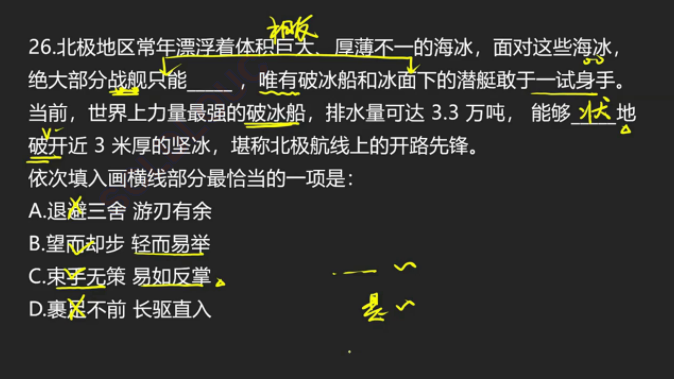 相反
26.北极地区常年漂浮着体积巨大、厚薄不一的海冰，面对这些海冰，
绝大部分战舰只能_____，唯有破冰船和冰面下的潜艇敢于一试身手。
当前，世界上力量最强的破冰船，排水量可达 3.3 万吨， 能够_____地
状
破开近 3 米厚的坚冰，堪称北极航线上的开路先锋。
依次填入画横线部分最恰当的一项是：
A.退避三舍 游刃有余
B.望而却步 轻而易举
C.束手无策 易如反掌
D.裹足不前 长驱直入